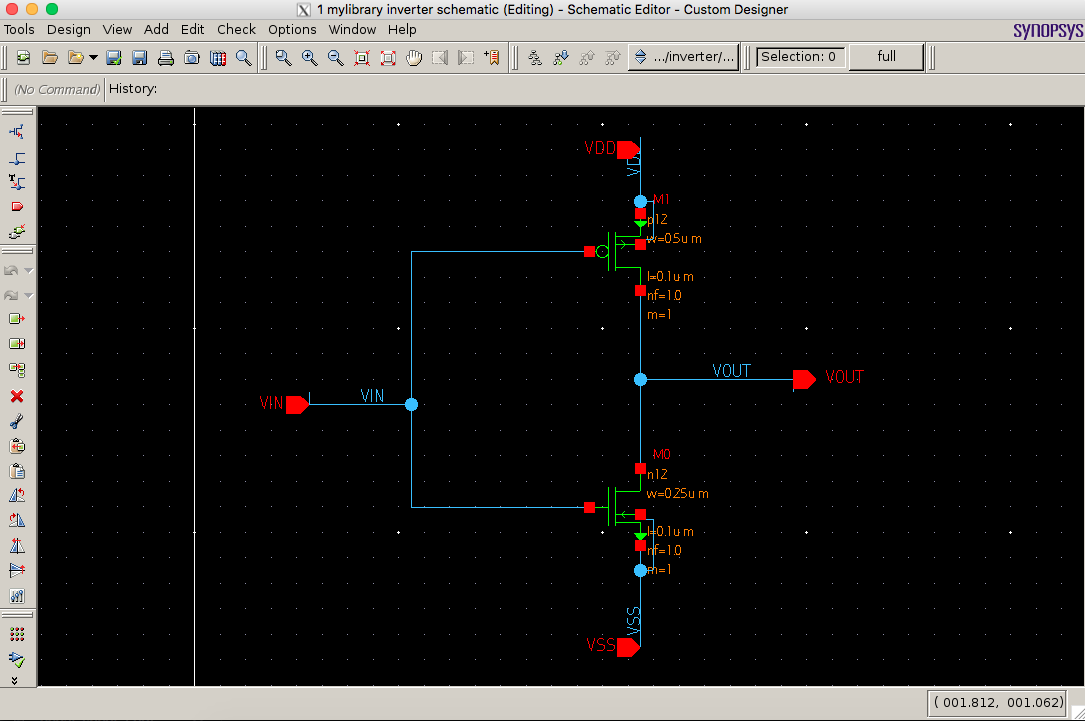 1 mylibrary inverter schematic (Editing) - Schematic Editor - Custom Designer
Tools Design View Add Edit Check Options Window Help
SYNOPSYS
.../inverter/... Selection: 0 full
(No Command) History:
VDD
VDD
M1
p12
w=0.5um
l=0.1um
nf=1.0
m=1
VOUT VOUT
VIN VIN
M0
n12
w=0.25um
l=0.1um
nf=1.0
m=1
VSS
VSS
( 001.812, 001.062)